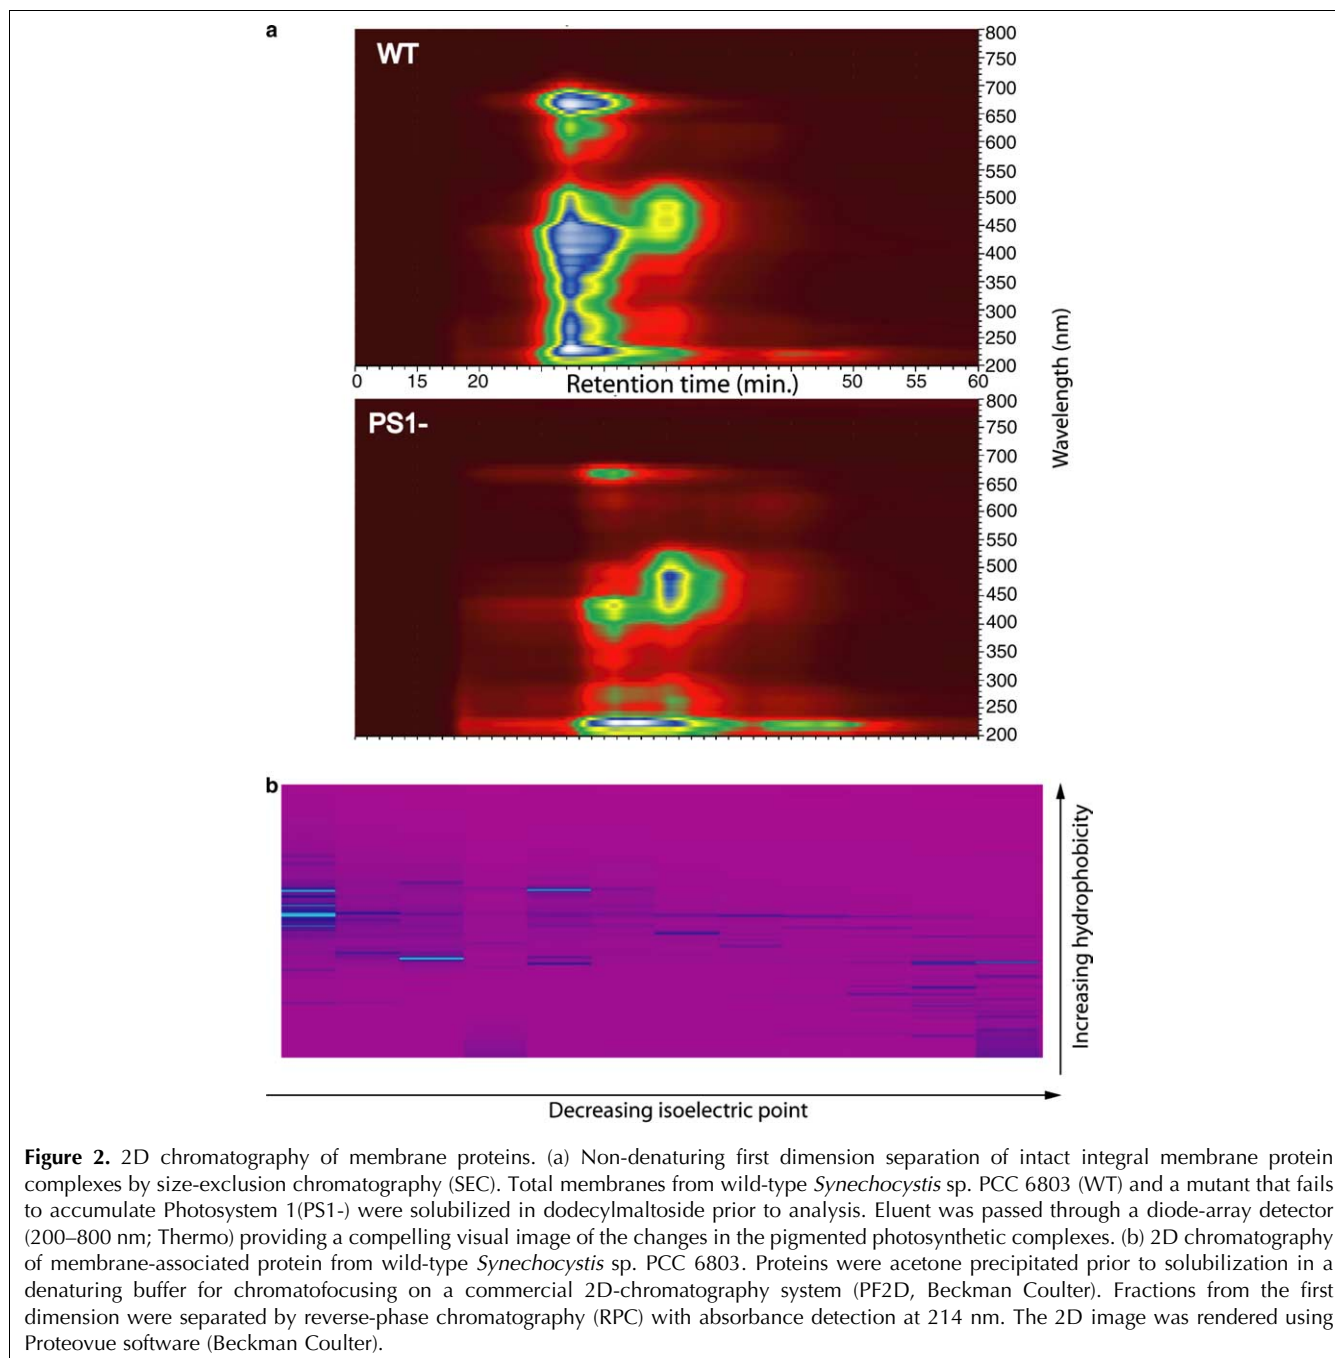 a
WT
800
750
700
650
600
550
500
450
400
350
300
250
200
0 15 20 Retention time (min.) 50 55 60
Wavelength (nm)
PS1-
800
750
700
650
600
550
500
450
400
350
300
250
200
b
Increasing hydrophobicity
Decreasing isoelectric point
Figure 2. 2D chromatography of membrane proteins. (a) Non-denaturing first dimension separation of intact integral membrane protein
complexes by size-exclusion chromatography (SEC). Total membranes from wild-type Synechocystis sp. PCC 6803 (WT) and a mutant that fails
to accumulate Photosystem 1(PS1-) were solubilized in dodecylmaltoside prior to analysis. Eluent was passed through a diode-array detector
(200–800 nm; Thermo) providing a compelling visual image of the changes in the pigmented photosynthetic complexes. (b) 2D chromatography
of membrane-associated protein from wild-type Synechocystis sp. PCC 6803. Proteins were acetone precipitated prior to solubilization in a
denaturing buffer for chromatofocusing on a commercial 2D-chromatography system (PF2D, Beckman Coulter). Fractions from the first
dimension were separated by reverse-phase chromatography (RPC) with absorbance detection at 214 nm. The 2D image was rendered using
Proteovue software (Beckman Coulter).